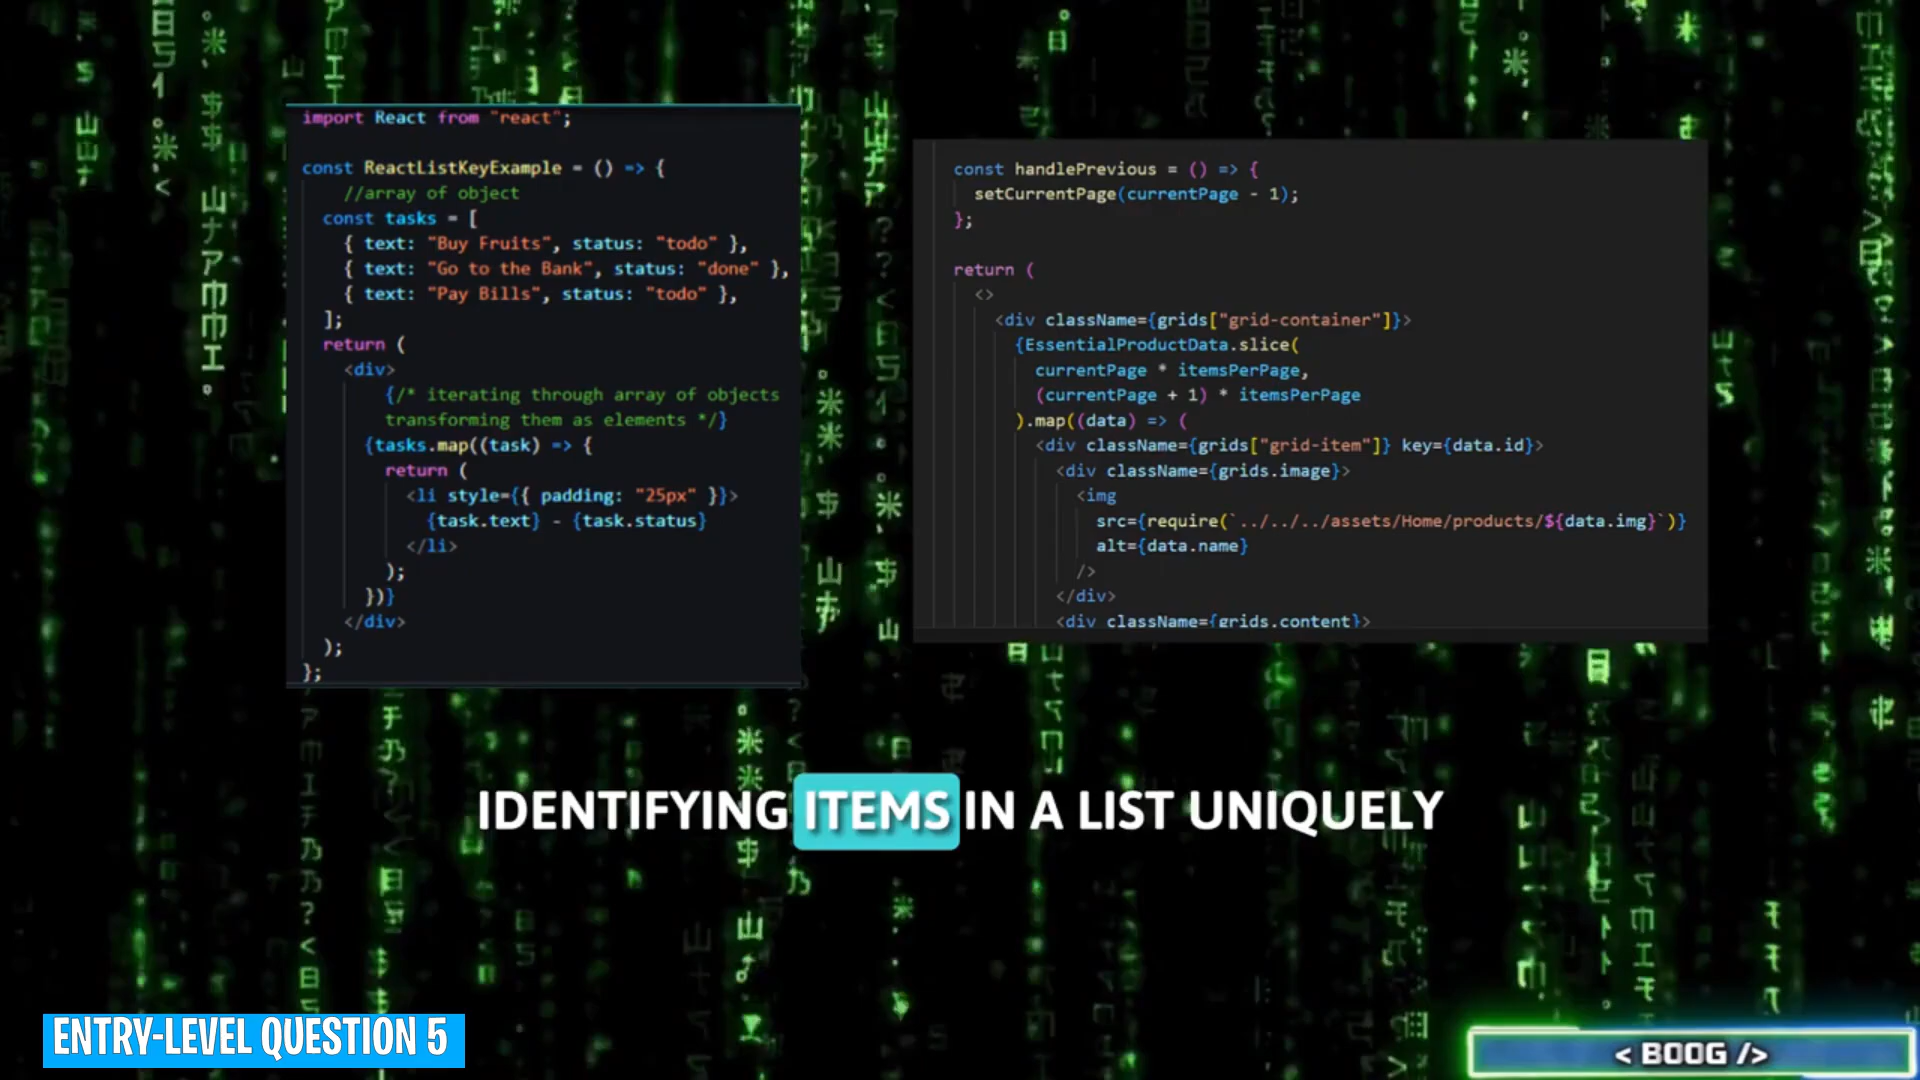 import React from "react";
const ReactListKeyExample = () => {
//array of object
const tasks = [
{ text: "Buy Fruits", status: "todo" },
{ text: "Go to the Bank", status: "done" },
{ text: "Pay Bills", status: "todo" },
];
return (
<div>
{/* iterating through array of objects
transforming them as elements */}
{tasks.map((task) => {
return (
<li style={{ padding: "25px" }}>
{task.text} - {task.status}
</li>
);
})}
</div>
);
};
const handlePrevious = () => {
setCurrentPage(currentPage - 1);
};
return (
<>
<div className={grids["grid-container"]}>
{EssentialProductData.slice(
currentPage * itemsPerPage,
(currentPage + 1) * itemsPerPage
).map((data) => (
<div className={grids["grid-item"]} key={data.id}>
<div className={grids.image}>
<img
src={require(`../../../assets/Home/products/${data.img}`)}
alt={data.name}
/>
</div>
<div className={grids.content}>
IDENTIFYING ITEMS IN A LIST UNIQUELY
ENTRY-LEVEL QUESTION 5
< BOOG />